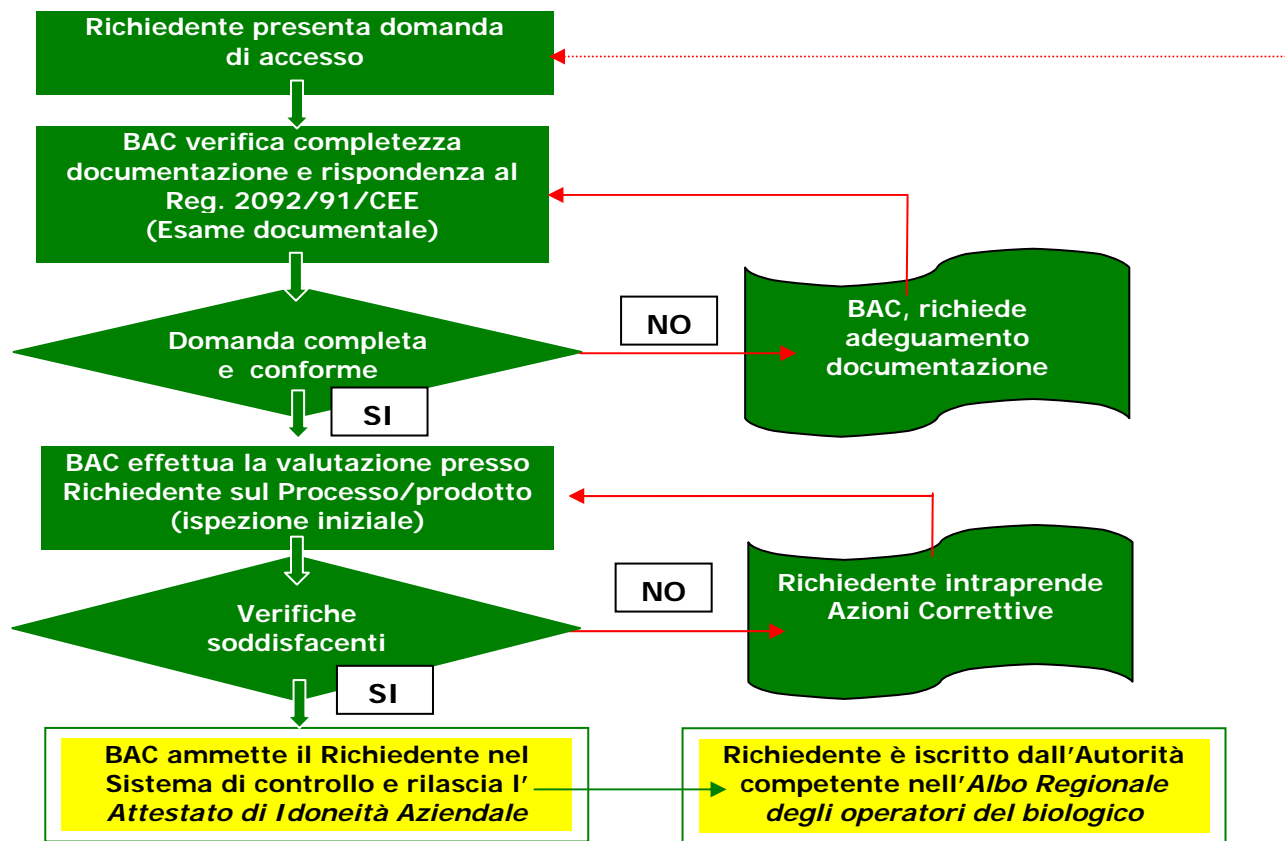 Richiedente presenta domanda
di accesso
BAC verifica completezza
documentazione e rispondenza al
Reg. 2092/91/CEE
(Esame documentale)
Domanda completa
e conforme
NO
BAC, richiede
adeguamento
documentazione
SI
BAC effettua la valutazione presso
Richiedente sul Processo/prodotto
(ispezione iniziale)
Verifiche
soddisfacenti
NO
Richiedente intraprende
Azioni Correttive
SI
BAC ammette il Richiedente nel
Sistema di controllo e rilascia l'
Attestato di Idoneità Aziendale
Richiedente è iscritto dall'Autorità
competente nell'Albo Regionale
degli operatori del biologico